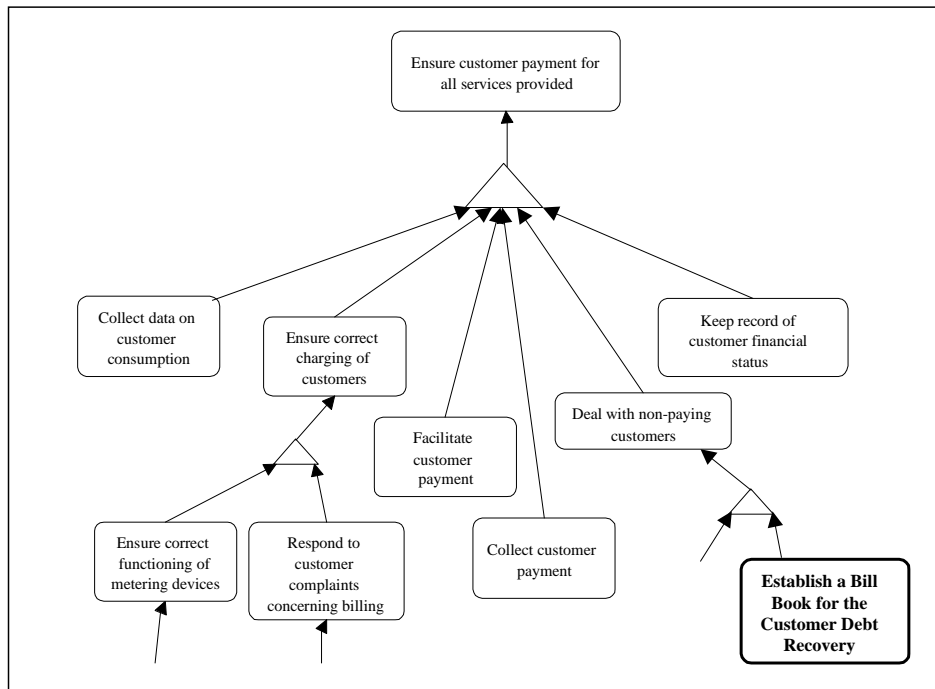 Ensure customer payment for
all services provided
Collect data on
customer
consumption
Ensure correct
charging of
customers
Keep record of
customer financial
status
Facilitate
customer
payment
Deal with non-paying
customers
Ensure correct
functioning of
metering devices
Respond to
customer
complaints
concerning billing
Collect customer
payment
Establish a Bill
Book for the
Customer Debt
Recovery